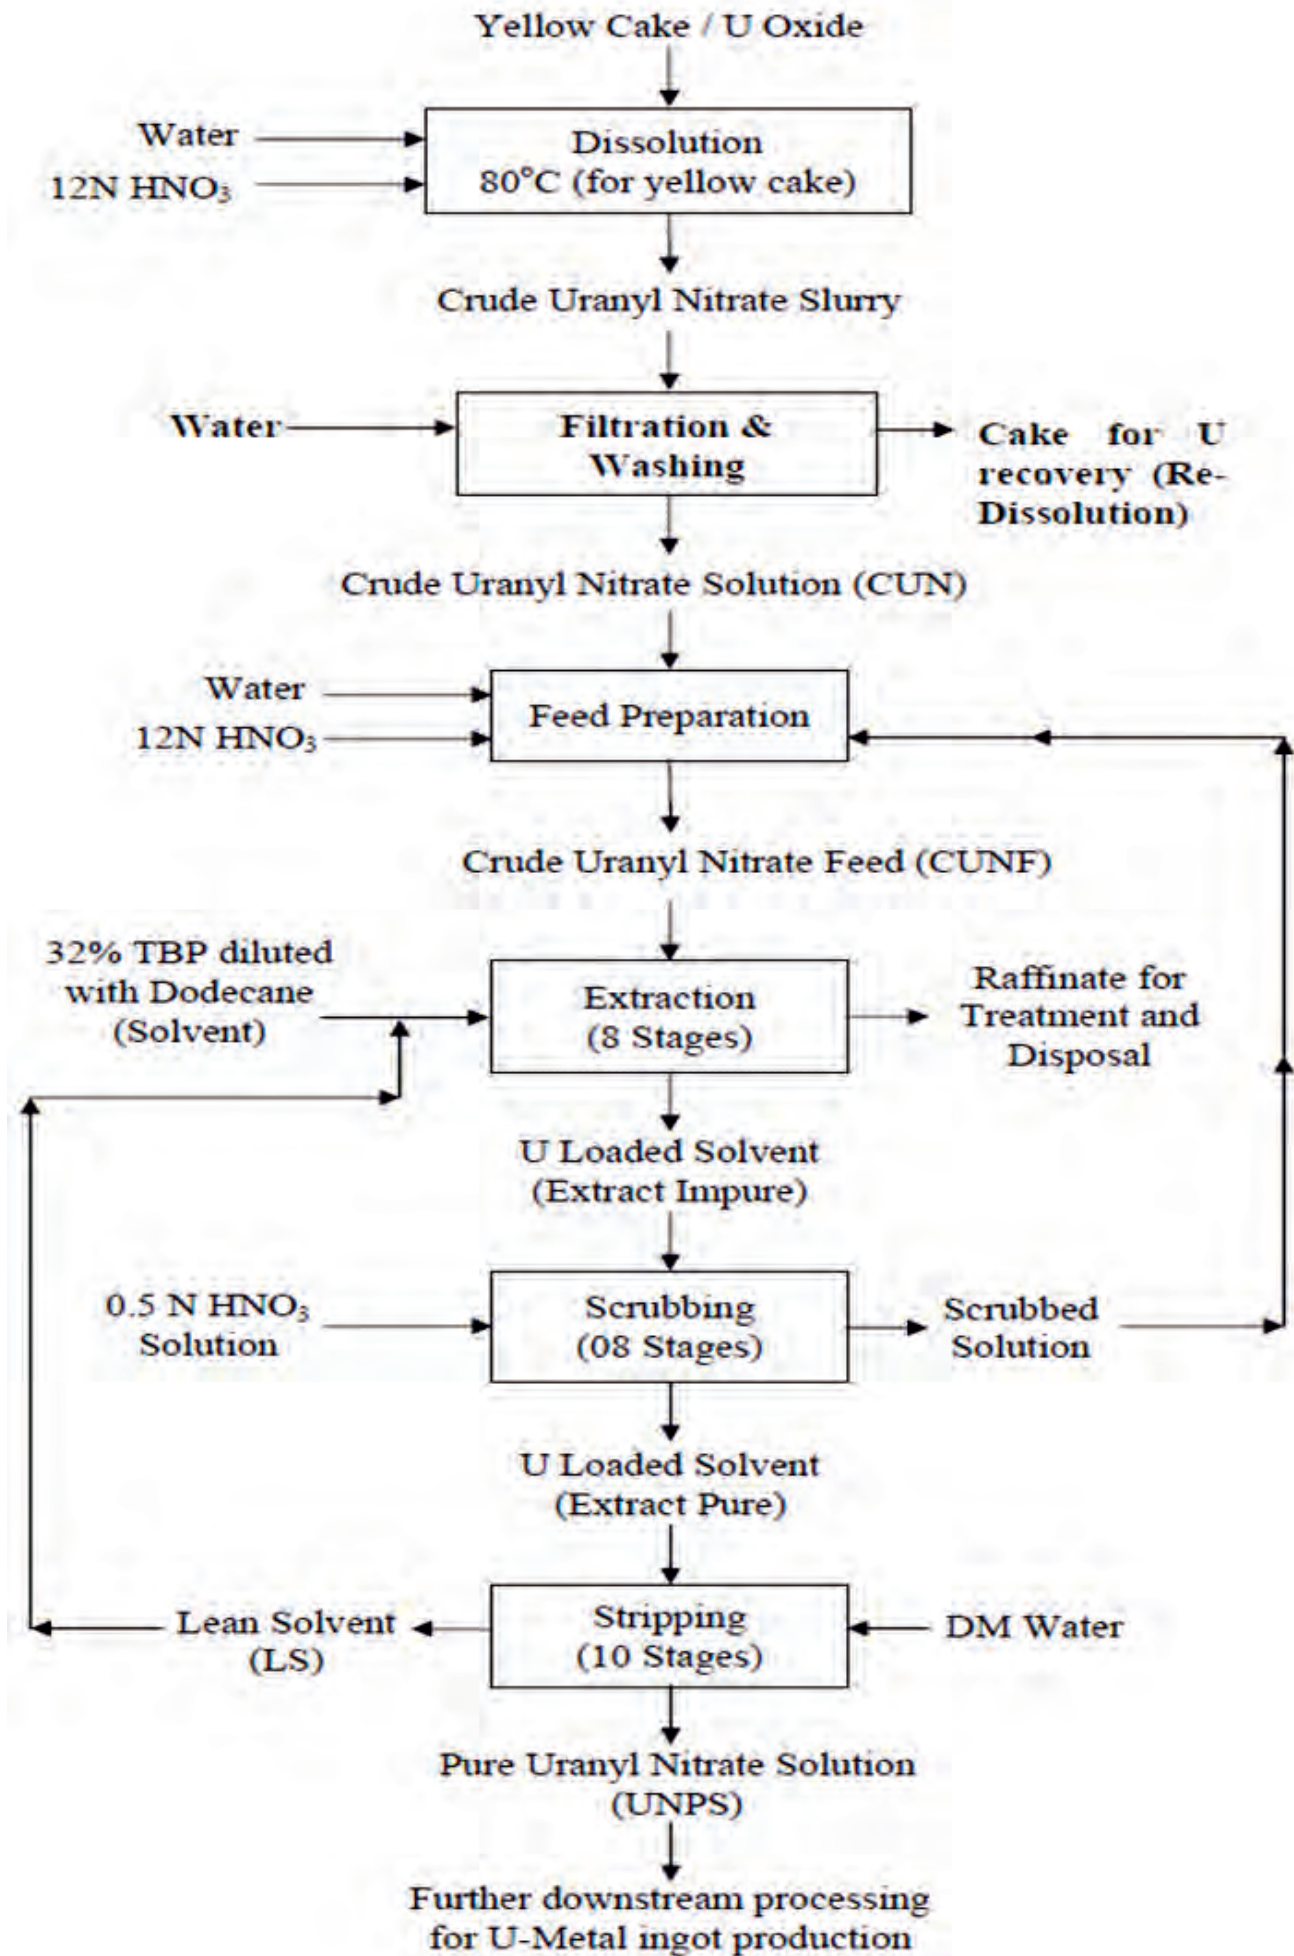 Yellow Cake / U Oxide
Water
12N HNO₃
Dissolution
80°C (for yellow cake)
Crude Uranyl Nitrate Slurry
Water
Filtration &
Washing
Cake for U
recovery (Re-
Dissolution)
Crude Uranyl Nitrate Solution (CUN)
Water
12N HNO₃
Feed Preparation
Crude Uranyl Nitrate Feed (CUNF)
32% TBP diluted
with Dodecane
(Solvent)
Extraction
(8 Stages)
Raffinate for
Treatment and
Disposal
U Loaded Solvent
(Extract Impure)
0.5 N HNO₃
Solution
Scrubbing
(08 Stages)
Scrubbed
Solution
U Loaded Solvent
(Extract Pure)
Lean Solvent
(LS)
Stripping
(10 Stages)
DM Water
Pure Uranyl Nitrate Solution
(UNPS)
Further downstream processing
for U-Metal ingot production